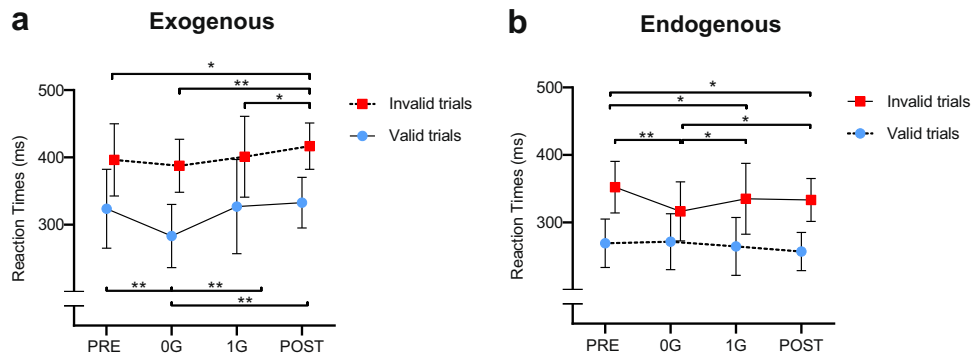 a
Exogenous
*
**
*
500
400
300
Reaction Times (ms)
Invalid trials
Valid trials
**
**
**
PRE
0G
1G
POST
b
Endogenous
*
*
*
**
*
500
400
300
Reaction Times (ms)
Invalid trials
Valid trials
PRE
0G
1G
POST